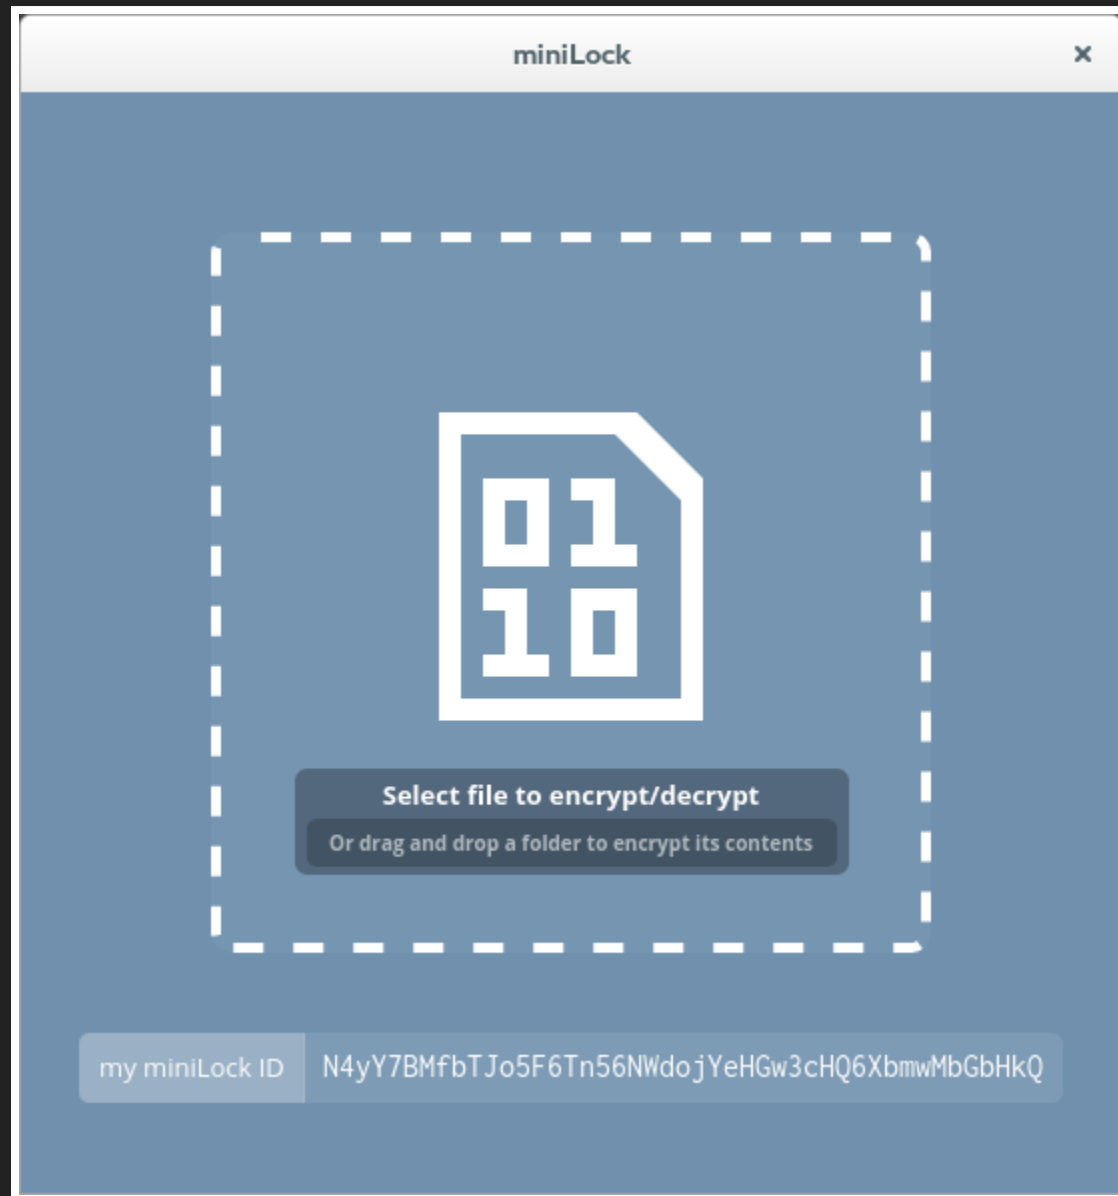 miniLock
01
10
Select file to encrypt/decrypt
Or drag and drop a folder to encrypt its contents
my miniLock ID N4yY7BMfbTJo5F6Tn56NWdojYeHGw3cHQ6XbmwMbGbHkQ